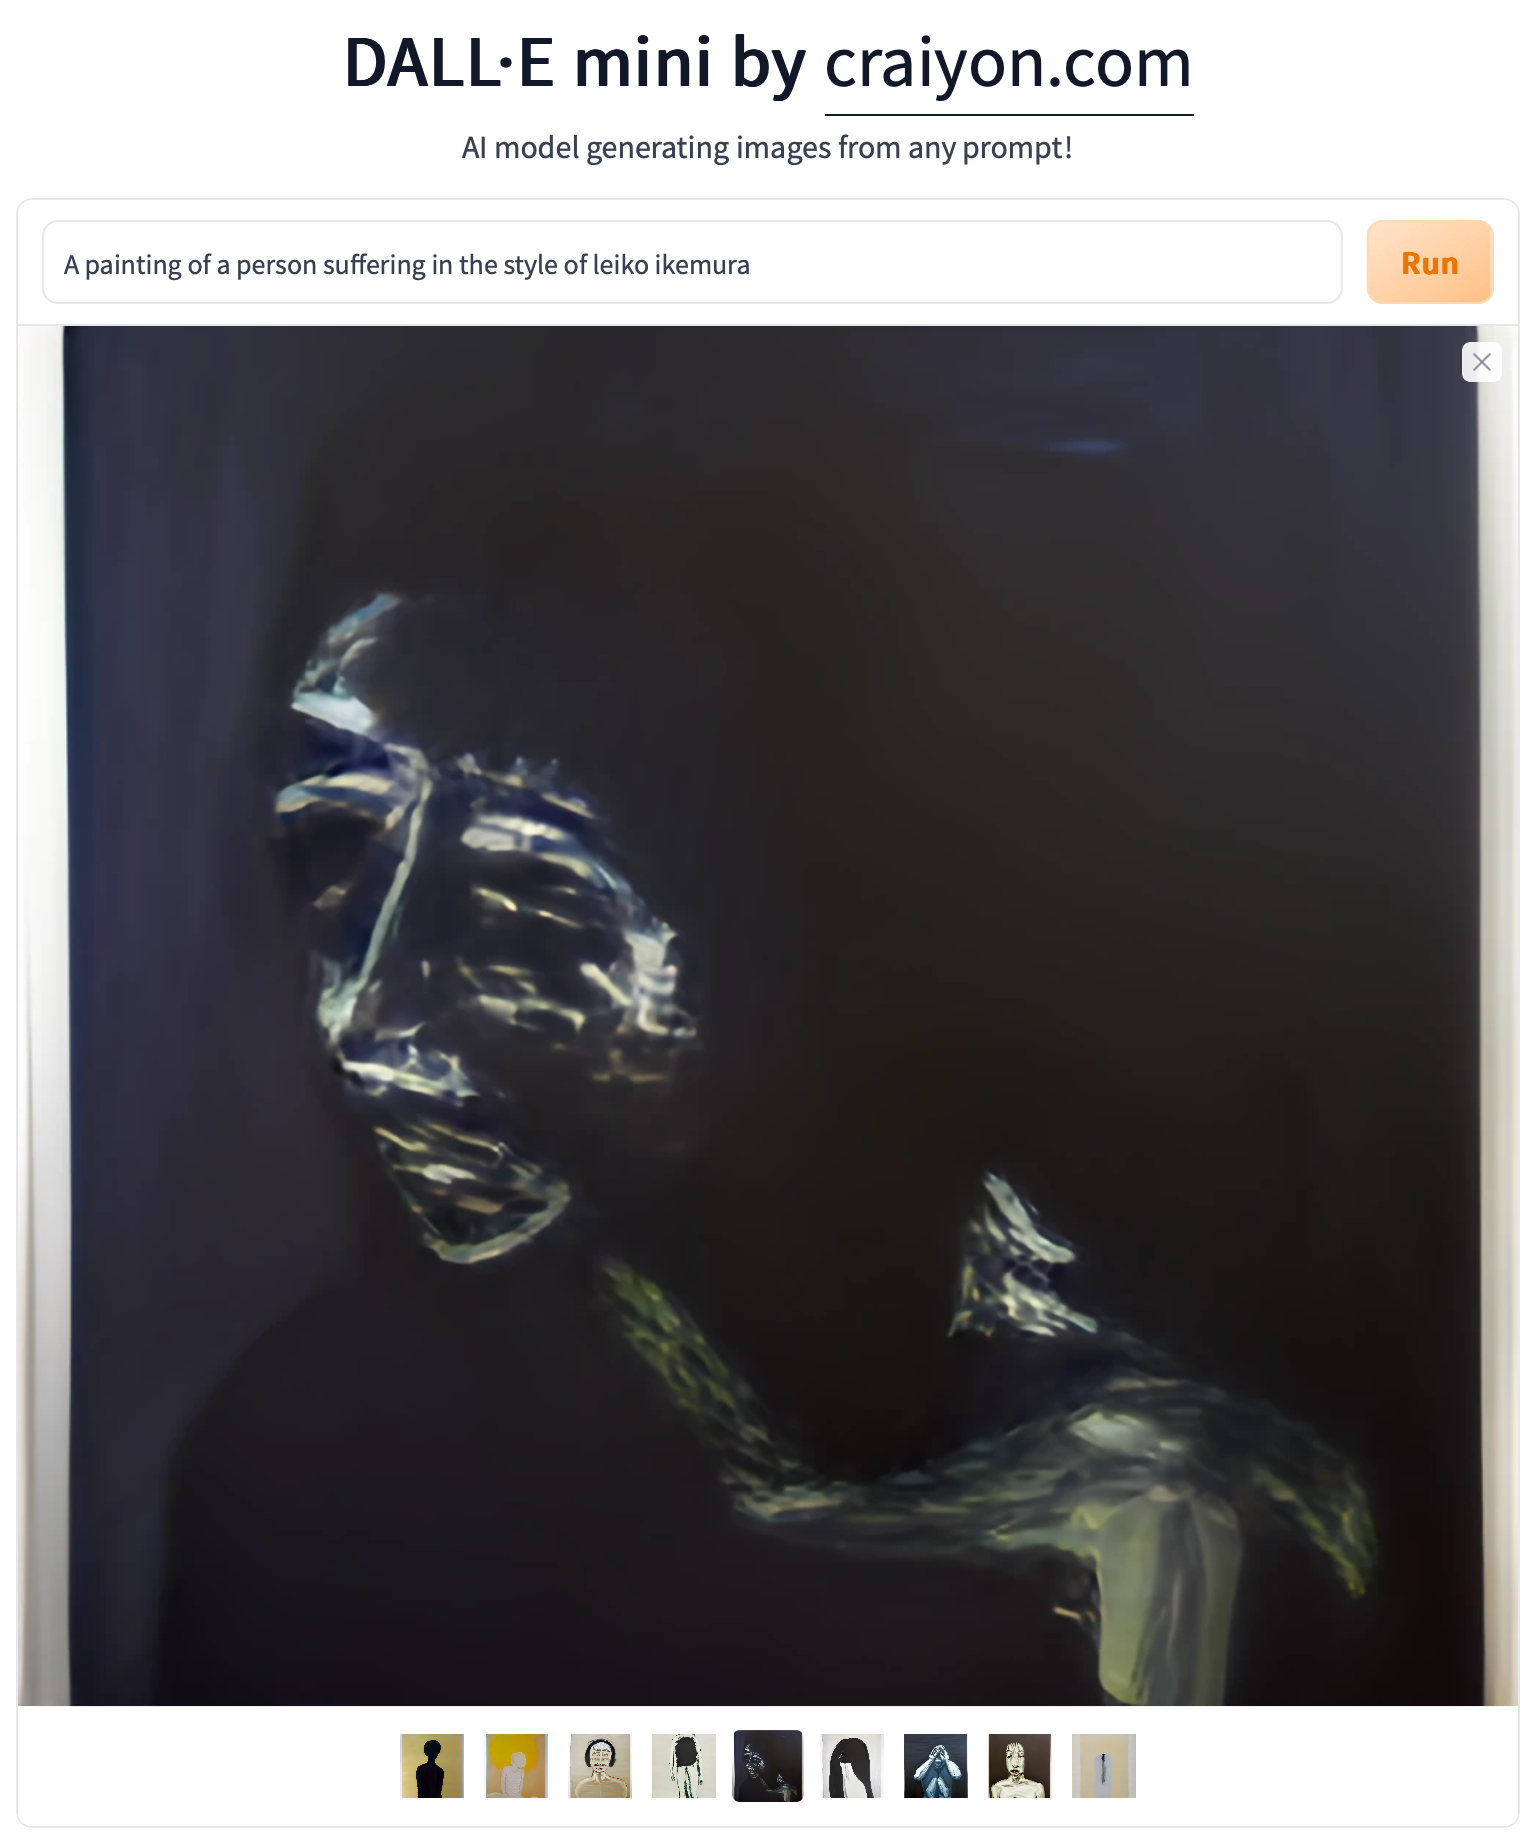 DALL·E mini by craiyon.com
AI model generating images from any prompt!
A painting of a person suffering in the style of leiko ikemura
Run